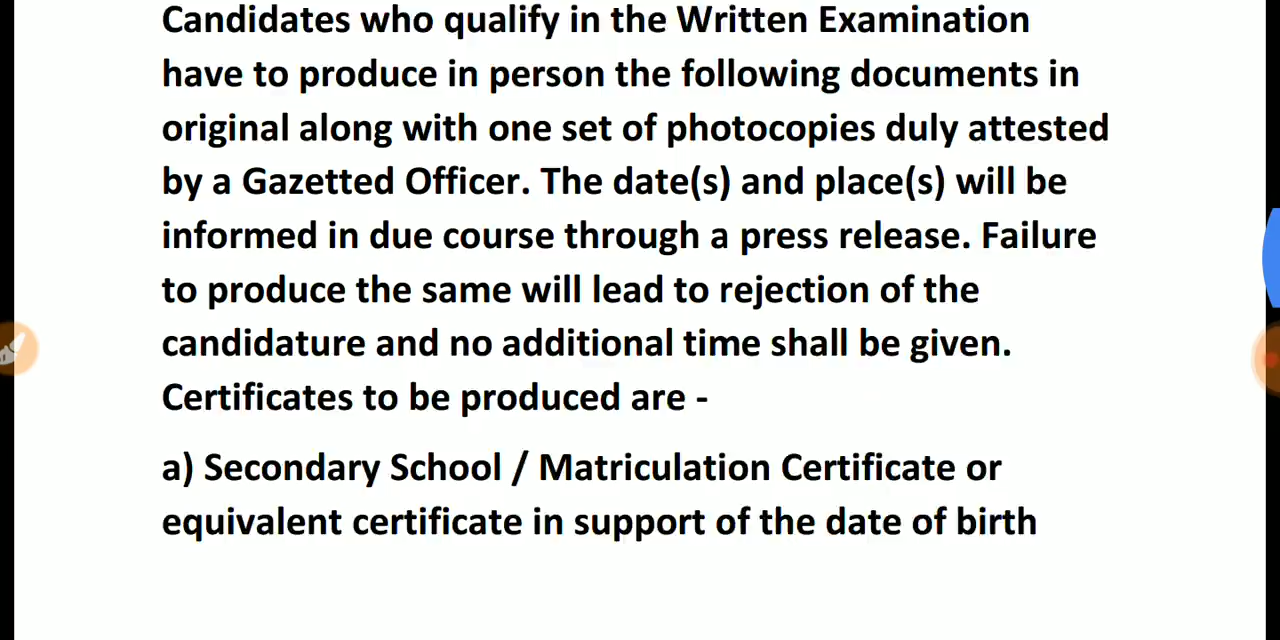 Candidates who qualify in the Written Examination
have to produce in person the following documents in
original along with one set of photocopies duly attested
by a Gazetted Officer. The date(s) and place(s) will be
informed in due course through a press release. Failure
to produce the same will lead to rejection of the
candidature and no additional time shall be given.
Certificates to be produced are -
a) Secondary School / Matriculation Certificate or
equivalent certificate in support of the date of birth